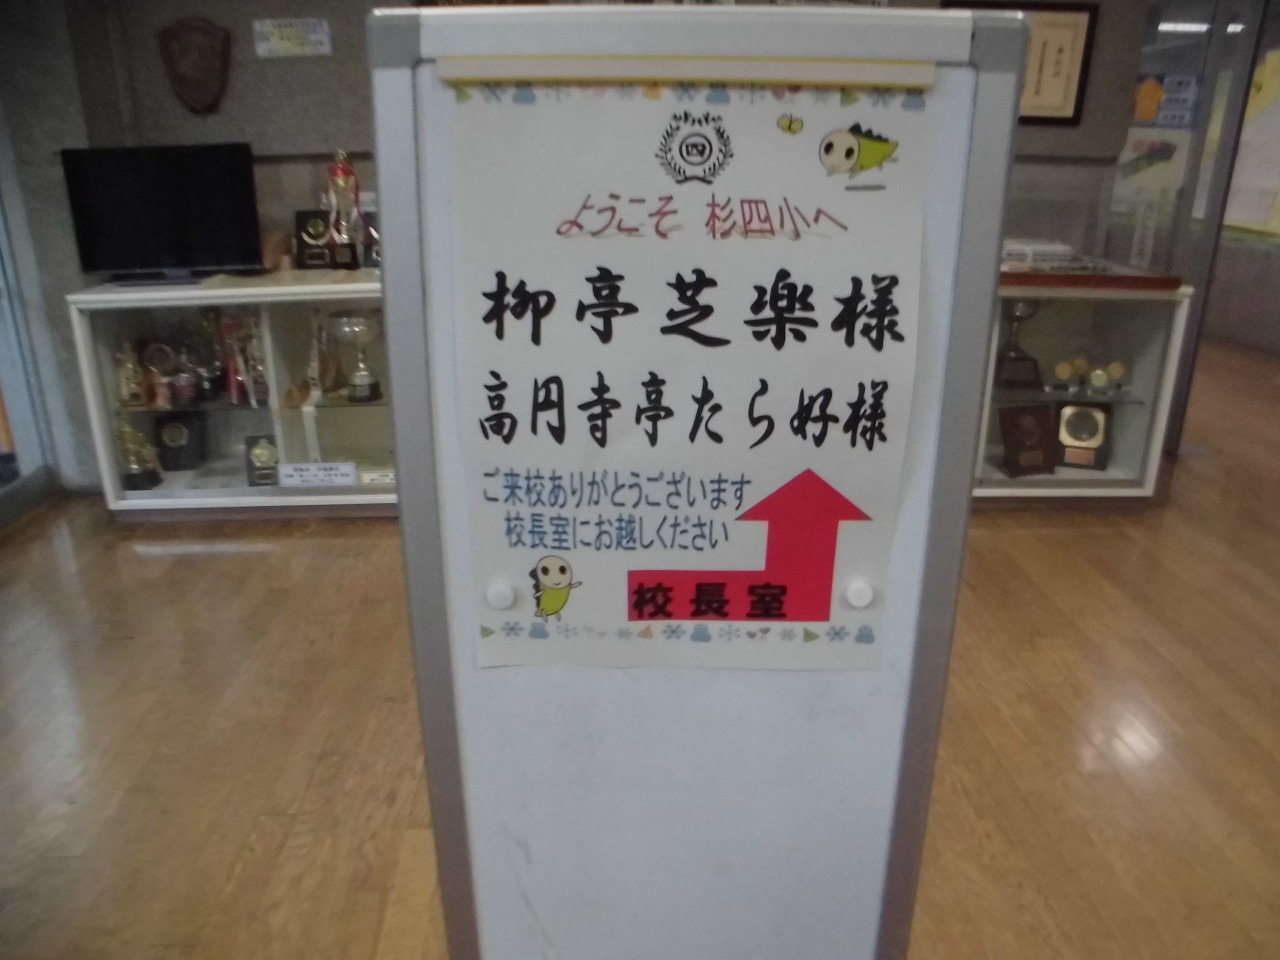 四
ようこそ 杉四小へ
柳亭芝楽様
高円寺亭たら好様
ご来校ありがとうございます
校長室にお越しください
校長室